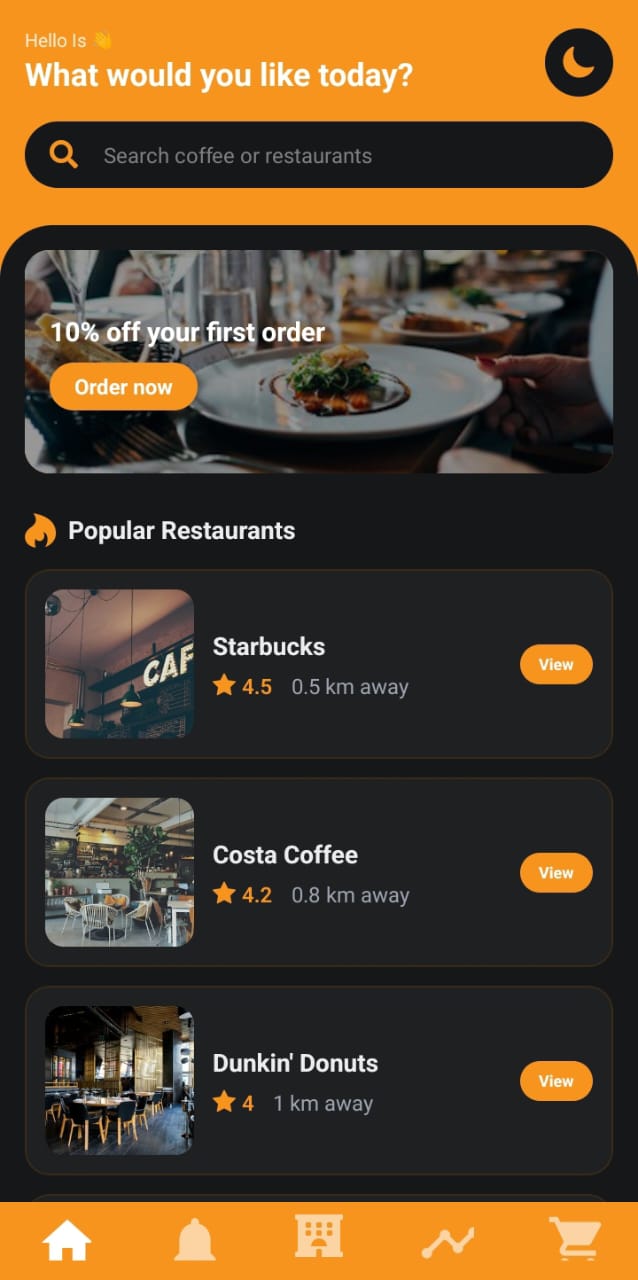 Hello Is 👋
What would you like today?
Search coffee or restaurants
10% off your first order
Order now
Popular Restaurants
CAF
Starbucks
4.5 0.5 km away
View
Costa Coffee
4.2 0.8 km away
View
Dunkin' Donuts
4 1 km away
View